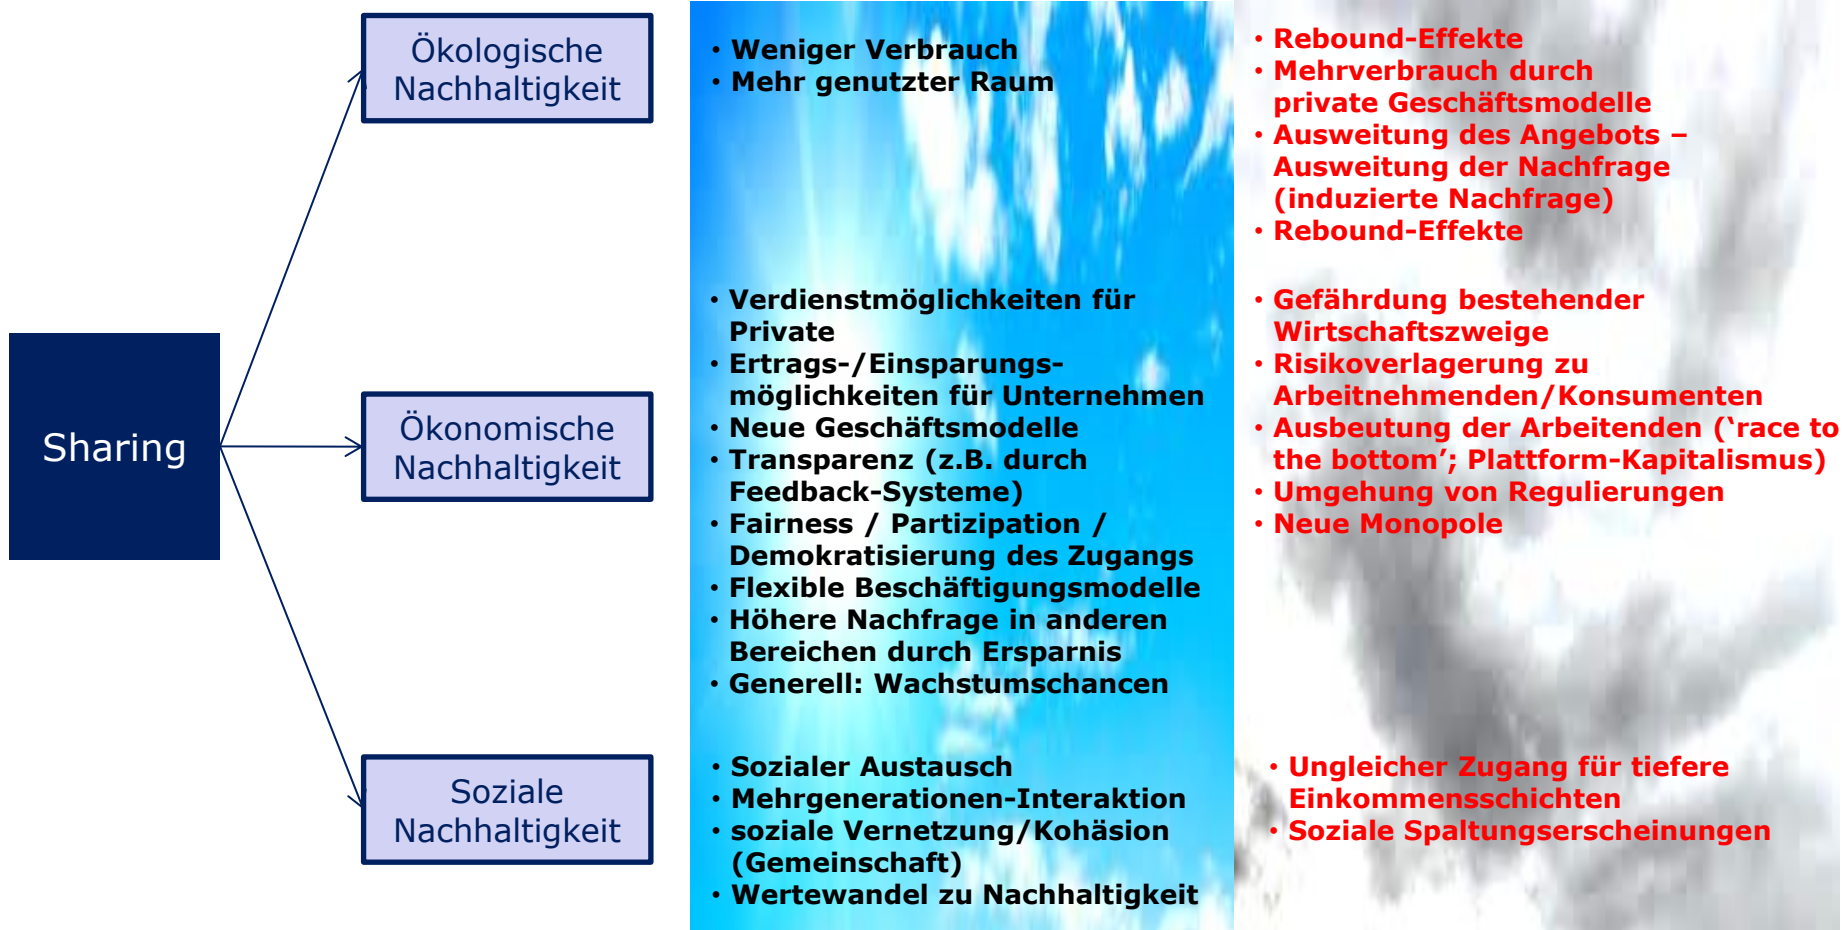 Sharing
Ökologische
Nachhaltigkeit
• Weniger Verbrauch
• Mehr genutzter Raum
• Rebound-Effekte
• Mehrverbrauch durch
private Geschäftsmodelle
• Ausweitung des Angebots –
Ausweitung der Nachfrage
(induzierte Nachfrage)
• Rebound-Effekte
Ökonomische
Nachhaltigkeit
• Verdienstmöglichkeiten für
Private
• Ertrags-/Einsparungs-
möglichkeiten für Unternehmen
• Neue Geschäftsmodelle
• Transparenz (z.B. durch
Feedback-Systeme)
• Fairness / Partizipation /
Demokratisierung des Zugangs
• Flexible Beschäftigungsmodelle
• Höhere Nachfrage in anderen
Bereichen durch Ersparnis
• Generell: Wachstumschancen
• Gefährdung bestehender
Wirtschaftszweige
• Risikoverlagerung zu
Arbeitnehmenden/Konsumenten
• Ausbeutung der Arbeitenden (‘race to
the bottom’; Plattform-Kapitalismus)
• Umgehung von Regulierungen
• Neue Monopole
Soziale
Nachhaltigkeit
• Sozialer Austausch
• Mehrgenerationen-Interaktion
• soziale Vernetzung/Kohäsion
(Gemeinschaft)
• Wertewandel zu Nachhaltigkeit
• Ungleicher Zugang für tiefere
Einkommensschichten
• Soziale Spaltungserscheinungen